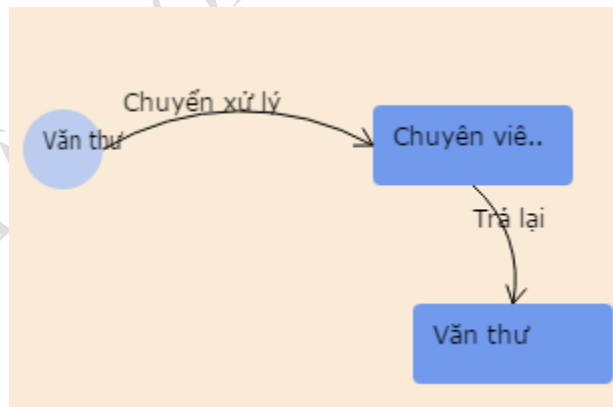 Chuyển xử lý
Văn thư
Chuyên viê..
Trả lại
Văn thư